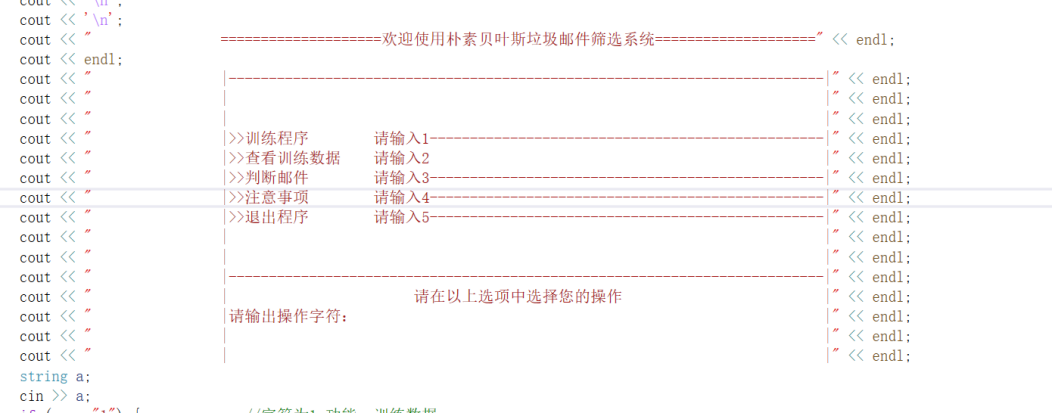 cout << '\n';
cout << '\n';
cout << "                ====================欢迎使用朴素贝叶斯垃圾邮件筛选系统====================" << endl;
cout << endl;
cout << "                |--------------------------------------------------------------------------|" << endl;
cout << "                |                                                                          |" << endl;
cout << "                |                                                                          |" << endl;
cout << "                |>>训练程序        请输入1-------------------------------------------------|" << endl;
cout << "                |>>查看训练数据    请输入2                                                 |" << endl;
cout << "                |>>判断邮件        请输入3-------------------------------------------------|" << endl;
cout << "                |>>注意事项        请输入4-------------------------------------------------|" << endl;
cout << "                |>>退出程序        请输入5-------------------------------------------------|" << endl;
cout << "                |                                                                          |" << endl;
cout << "                |                                                                          |" << endl;
cout << "                |--------------------------------------------------------------------------|" << endl;
cout << "                |                       请在以上选项中选择您的操作                         |" << endl;
cout << "                |请输出操作字符：                                                          |" << endl;
cout << "                |                                                                          |" << endl;
cout << "                |                                                                          |" << endl;
string a;
cin >> a;